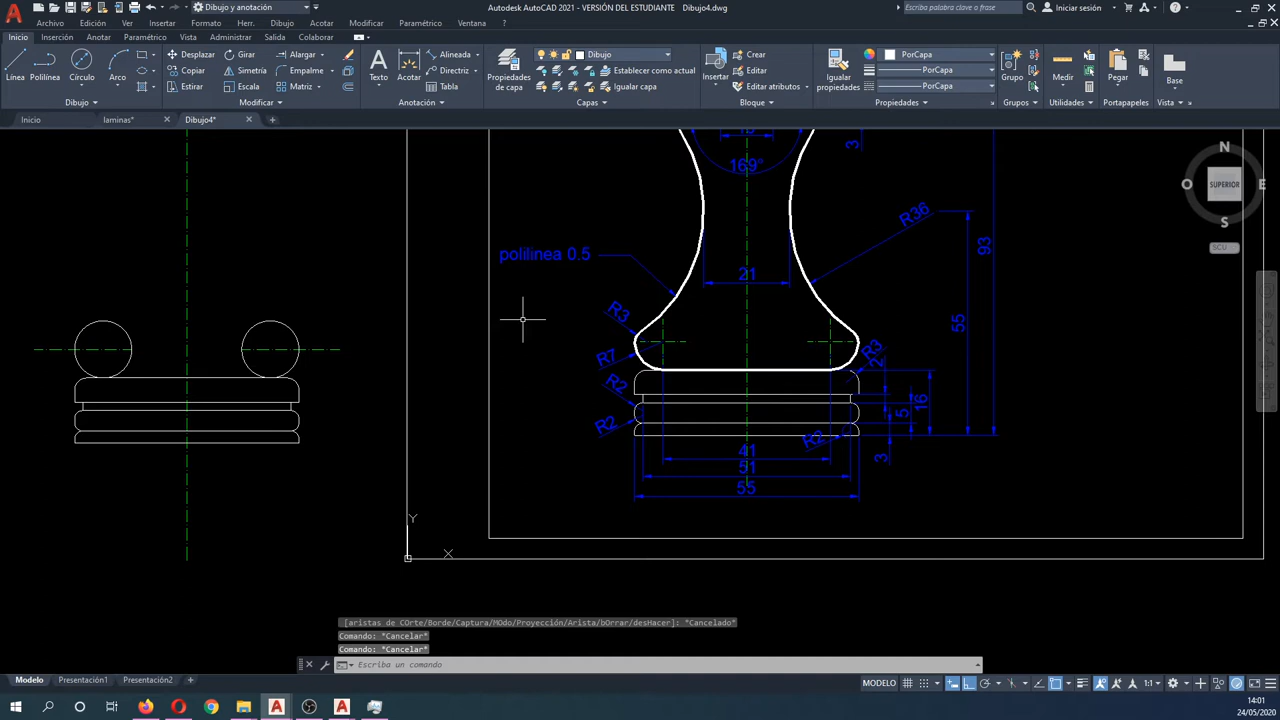 Dibujo y anotación
Autodesk AutoCAD 2021 - VERSIÓN DEL ESTUDIANTE Dibujo4.dwg
Escriba palabra clave o frase
Iniciar sesión
Archivo Edición Ver Insertar Formato Herr. Dibujo Acotar Modificar Paramétrico Ventana ?
Inicio Inserción Anotar Paramétrico Vista Administrar Salida Colaborar
Desplazar Girar Alargar
Copiar Simetría Empalme
Estirar Escala Matriz
Línea Polilínea Círculo Arco
Texto Acotar
Alineada
Directriz
Tabla
Propiedades de capa
Dibujo
Establecer como actual
Igualar capa
Insertar
Crear
Editar
Editar atributos
Igualar propiedades
PorCapa
PorCapa
PorCapa
Grupo Medir Pegar Base
Dibujo Modificar Anotación Capas Bloque Propiedades Grupos Utilidades Portapapeles Vista
Inicio laminas* Dibujo4*
N
O SUPERIOR E
S
SCU
3
169°
R36
93
polilinea 0.5
21
R3
55
R7
R3
2
R2
5
16
R2
R2
41
3
51
55
Y
X
[aristas de COrte/Borde/Captura/MOdo/Proyección/Arista/bOrrar/desHacer]: *Cancelado*
Comando: *Cancelar*
Comando: *Cancelar*
Escriba un comando
Modelo Presentación1 Presentación2 +
MODELO 1:1
14:01
24/05/2020